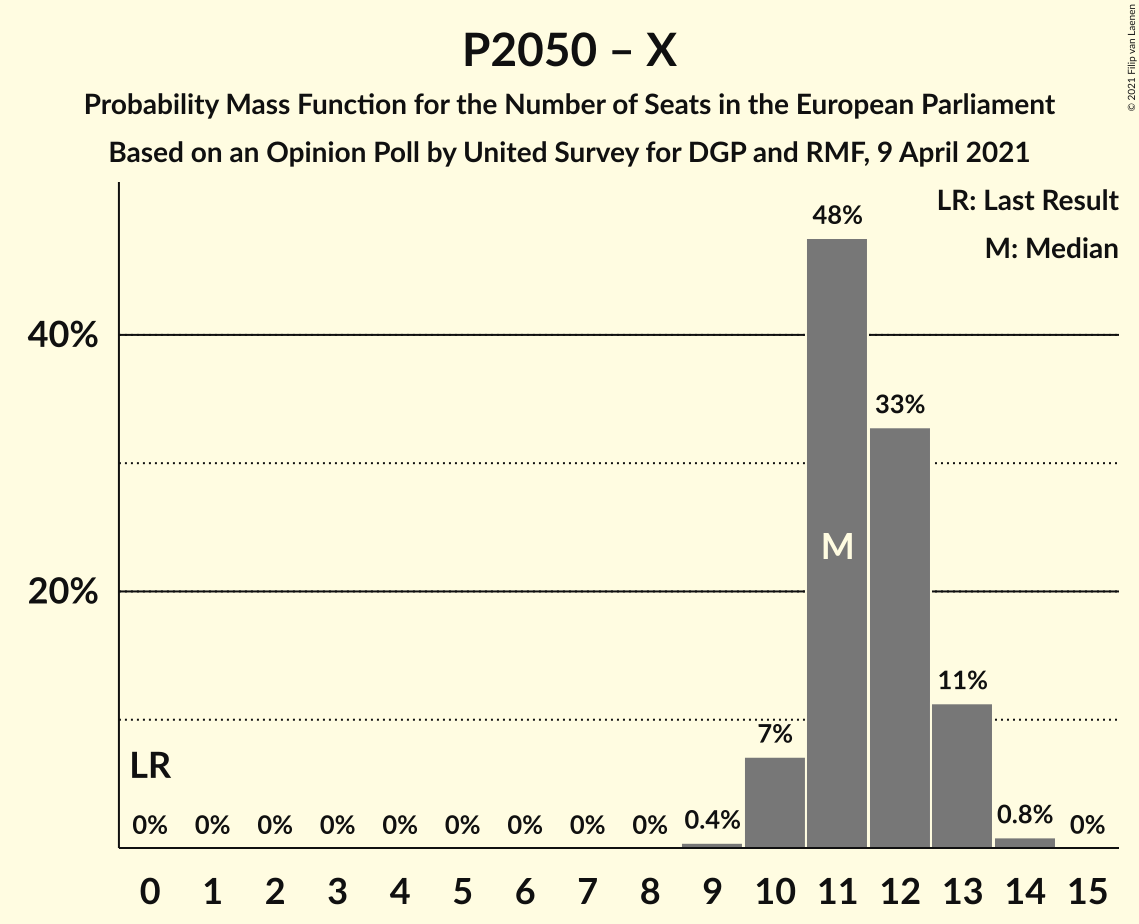 P2050 – X
Probability Mass Function for the Number of Seats in the European Parliament
Based on an Opinion Poll by United Survey for DGP and RMF, 9 April 2021
© 2021 Filip van Laenen
LR: Last Result
M: Median
48%
40%
33%
M
20%
11%
7%
LR
0% 0% 0% 0% 0% 0% 0% 0% 0% 0.4% 0.8% 0%
0 1 2 3 4 5 6 7 8 9 10 11 12 13 14 15